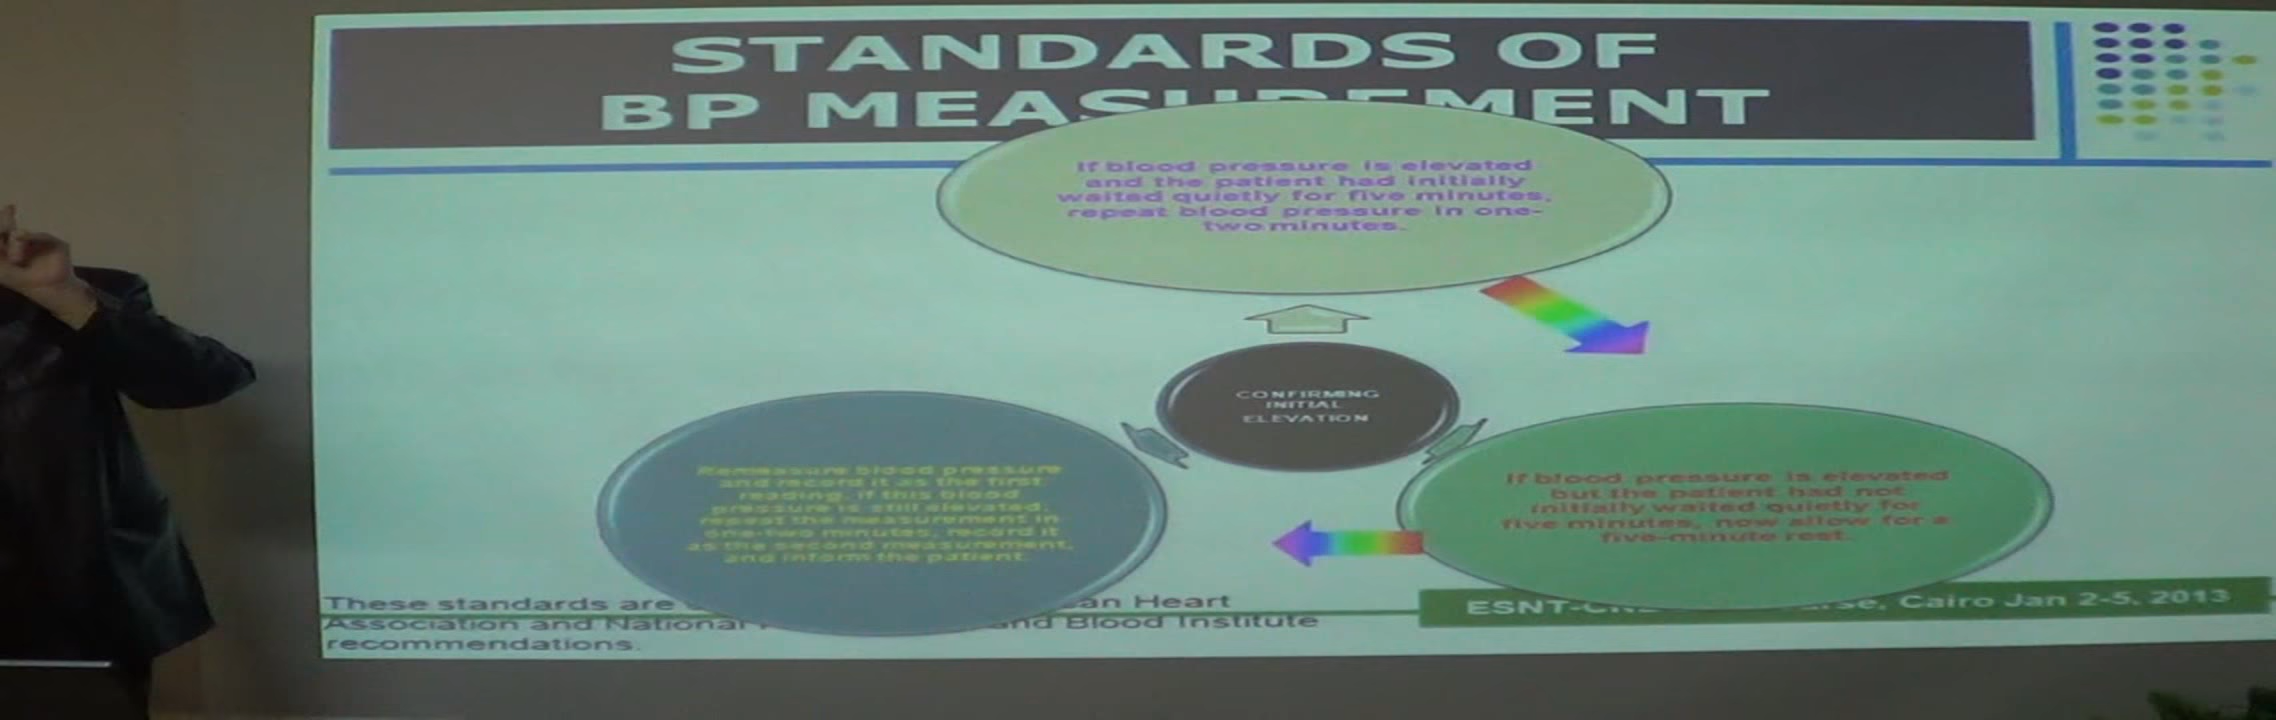 STANDARDS OF
BP MEASUREMENT
If blood pressure is elevated
and the patient had initially
waited quietly for five minutes,
repeat blood pressure in one-
two minutes.
CONFIRMING
INITIAL
ELEVATION
If blood pressure is elevated
but the patient had not
initially waited quietly for
five minutes, now allow for a
five-minute rest.
Remeasure blood pressure
and record it as the first
reading. If this blood
pressure is still elevated,
repeat the measurement in
one-two minutes, record it
as the second measurement,
and inform the patient.
These standards are an Heart
Association and National and Blood Institute
recommendations.
ESNT- Cairo Jan 2-5, 2013